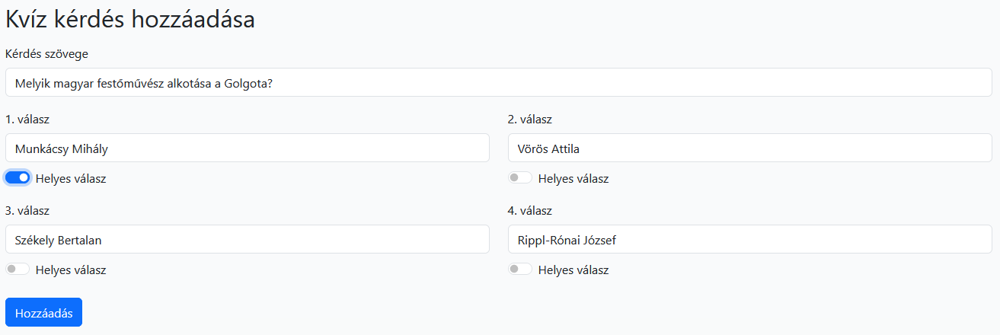 Kvíz kérdés hozzáadása
Kérdés szövege
Melyik magyar festőművész alkotása a Golgota?
1. válasz
Munkácsy Mihály
Helyes válasz
2. válasz
Vörös Attila
Helyes válasz
3. válasz
Székely Bertalan
Helyes válasz
4. válasz
Rippl-Rónai József
Helyes válasz
Hozzáadás